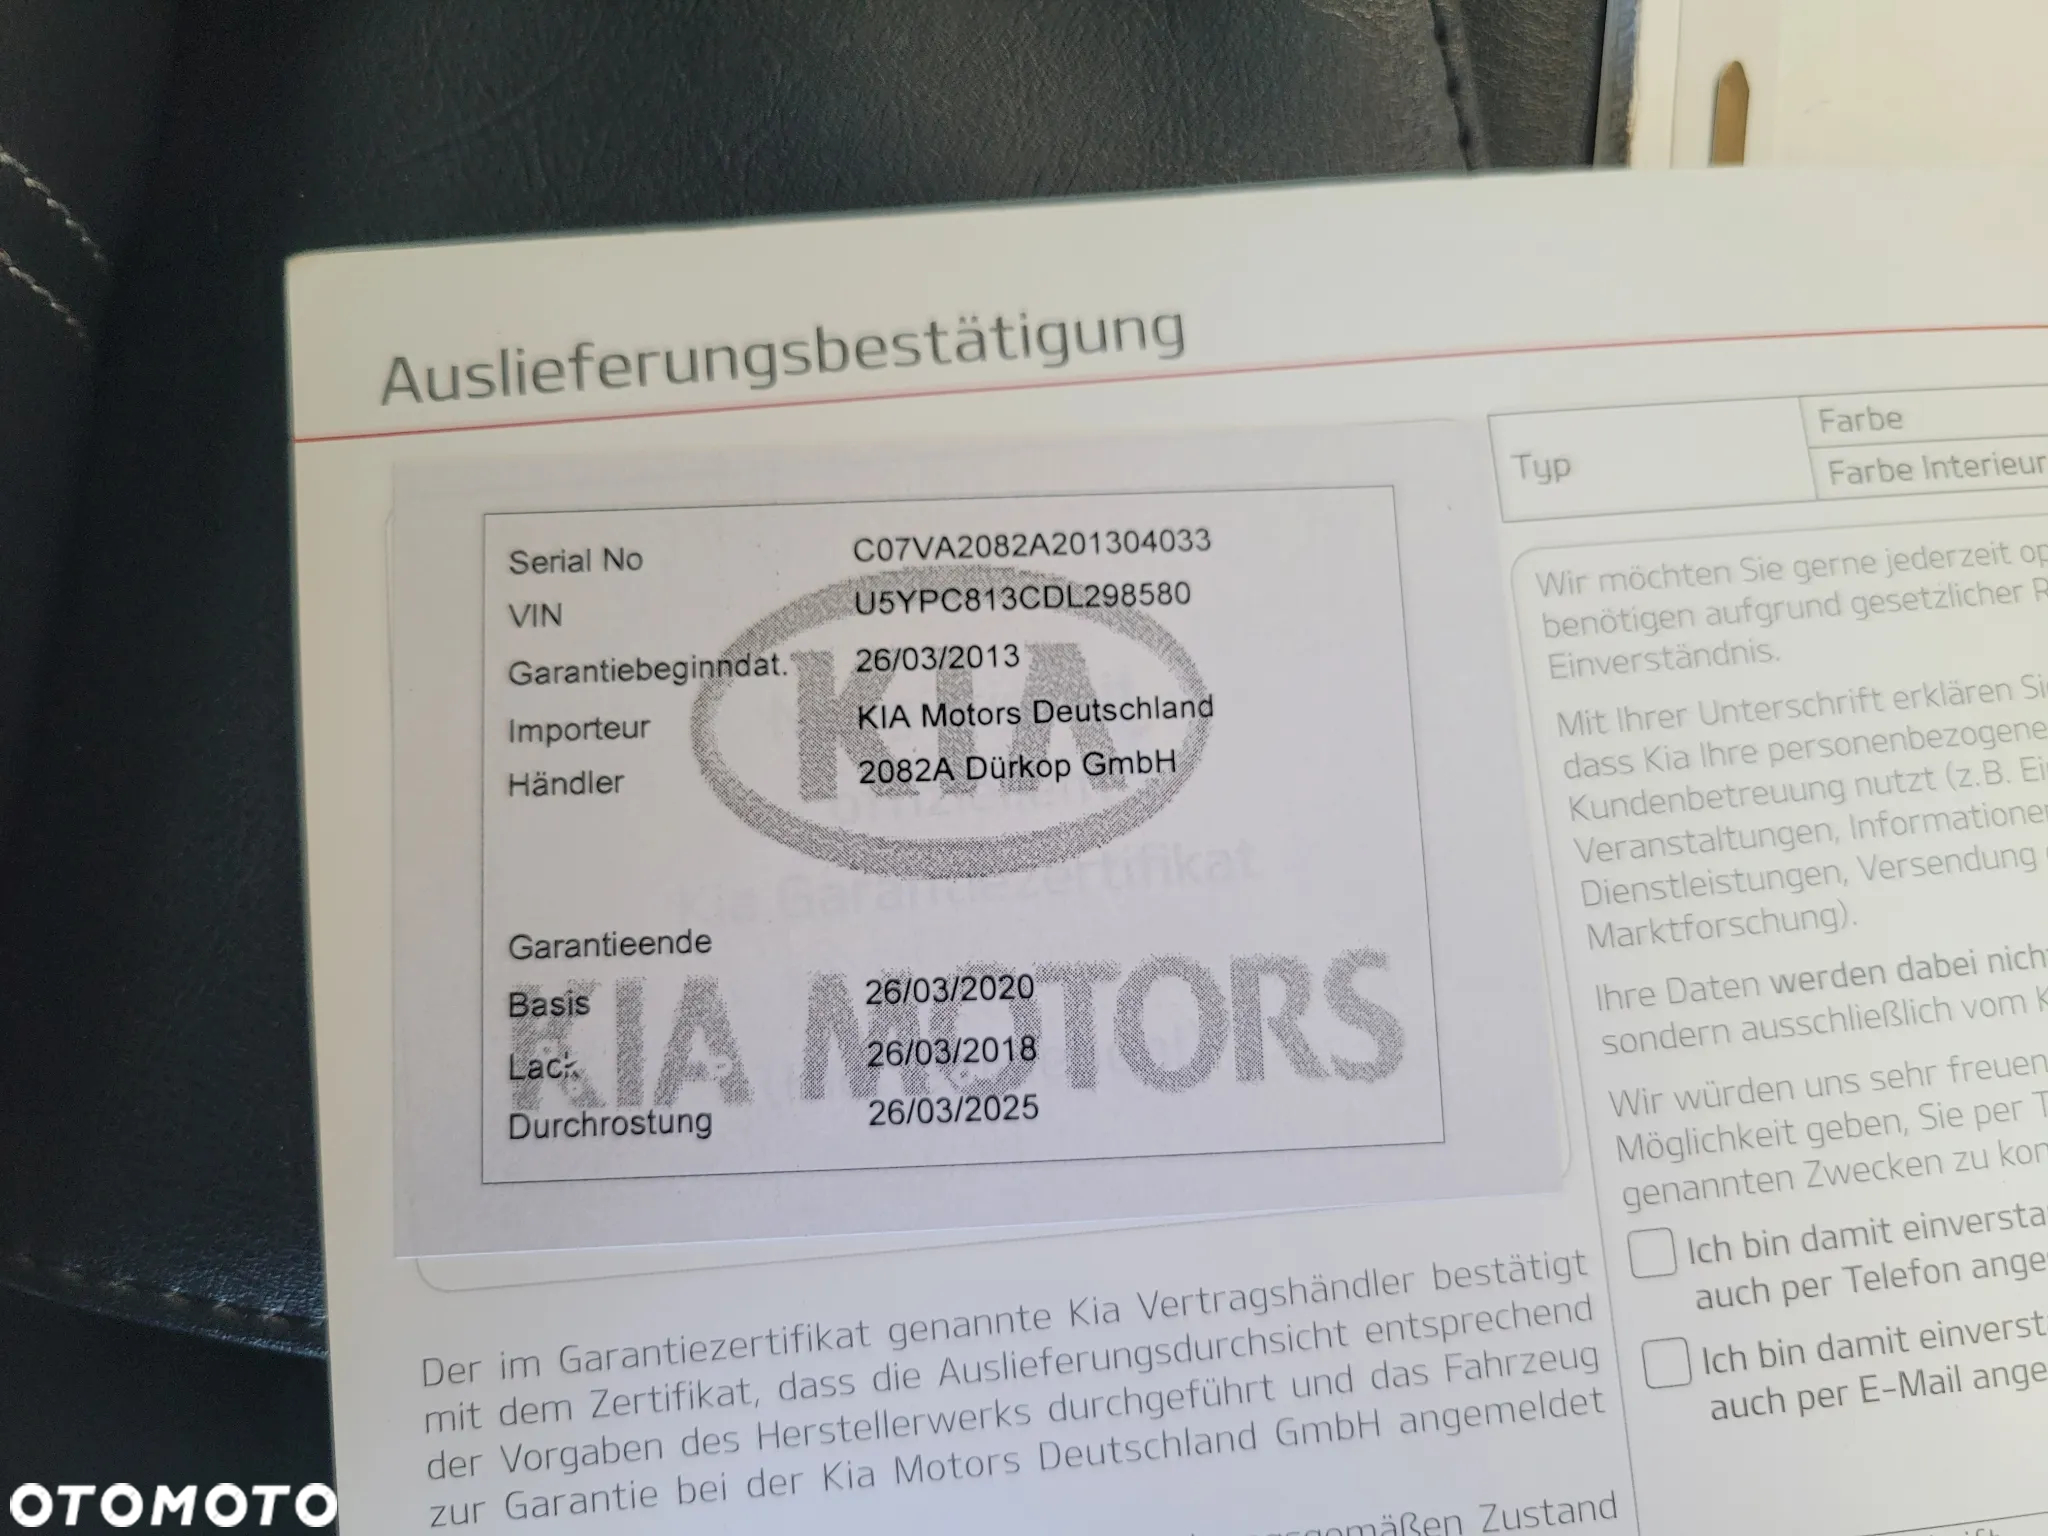 Auslieferungsbestätigung
Serial No C07VA2082A201304033
VIN U5YPC813CDL298580
Garantiebeginndat. 26/03/2013
Importeur KIA Motors Deutschland
Händler 2082A Dürkop GmbH
KIA
Kia Garantiezertifikat
Garantieende
Basis 26/03/2020
Lack 26/03/2018
Durchrostung 26/03/2025
KIA MOTORS
Der im Garantiezertifikat genannte Kia Vertragshändler bestätigt
mit dem Zertifikat, dass die Auslieferungsdurchsicht entsprechend
der Vorgaben des Herstellerwerks durchgeführt und das Fahrzeug
zur Garantie bei der Kia Motors Deutschland GmbH angemeldet
Zustand
Typ
Farbe
Farbe Interieur
Wir möchten Sie gerne jederzeit
benötigen aufgrund gesetzlicher
Einverständnis.
Mit Ihrer Unterschrift erklären
dass Kia Ihre personenbezogene
Kundenbetreuung nutzt (z.B.
Veranstaltungen, Informationen
Dienstleistungen, Versendung
Marktforschung).
Ihre Daten werden dabei nicht
sondern ausschließlich vom
Wir würden uns sehr freuen
Möglichkeit geben, Sie per
genannten Zwecken zu
Ich bin damit
auch per Telefon
Ich bin damit
auch per E-Mail
OTOMOTO